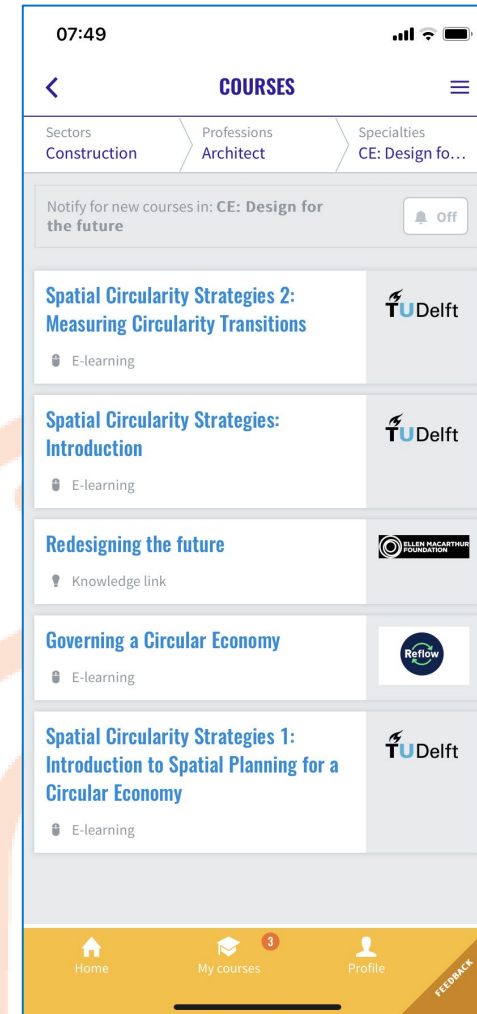 07:49
COURSES
Sectors
Construction
Professions
Architect
Specialties
CE: Design fo...
Notify for new courses in: CE: Design for
the future
Off
Spatial Circularity Strategies 2:
Measuring Circularity Transitions
E-learning
TUDelft
Spatial Circularity Strategies:
Introduction
E-learning
TUDelft
Redesigning the future
Knowledge link
ELLEN MACARTHUR
FOUNDATION
Governing a Circular Economy
E-learning
Reflow
Spatial Circularity Strategies 1:
Introduction to Spatial Planning for a
Circular Economy
E-learning
TUDelft
Home
My courses
3
Profile
FEEDBACK